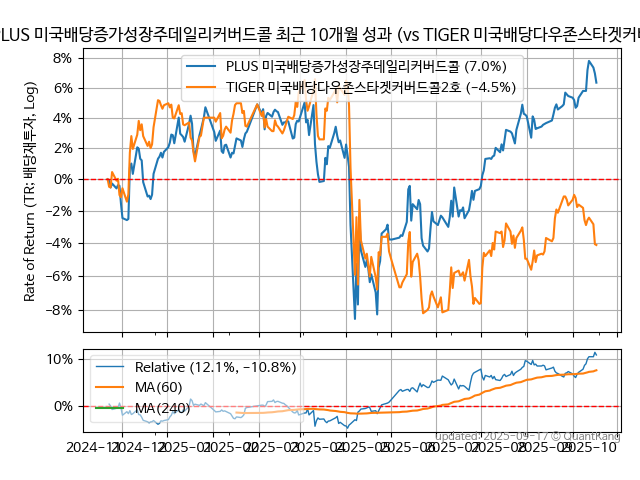 PLUS 미국배당증가성장주데일리커버드콜 최근 10개월 성과 (vs TIGER 미국배당다우존스타겟커버
Rate of Return (TR: 배당재투자, Log)
PLUS 미국배당증가성장주데일리커버드콜 (7.0%)
TIGER 미국배당다우존스타겟커버드콜2호 (−4.5%)
8%
6%
4%
2%
0%
−2%
−4%
−6%
−8%
10%
0%
Relative (12.1%, −10.8%)
MA(60)
MA(240)
2024−11 2024−12 2025−01 2025−02 2025−03 2025−04 2025−05 2025−06 2025−07 2025−08 2025−09 2025−10
updated: 2025−09−17 © QuantKang